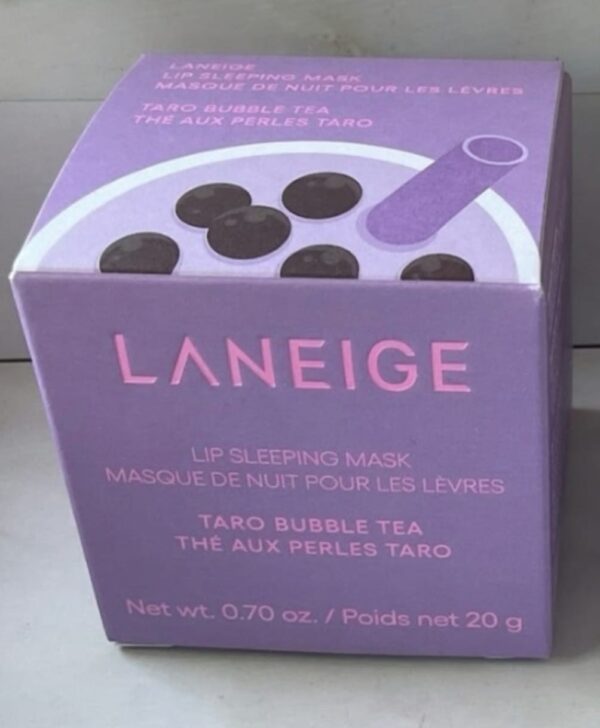 LANEIGE
LIP SLEEPING MASK
MASQUE DE NUIT POUR LES LÈVRES
TARO BUBBLE TEA
THÉ AUX PERLES TARO
LANEIGE
LIP SLEEPING MASK
MASQUE DE NUIT POUR LES LÈVRES
TARO BUBBLE TEA
THÉ AUX PERLES TARO
Net wt. 0.70 oz. / Poids net 20 g